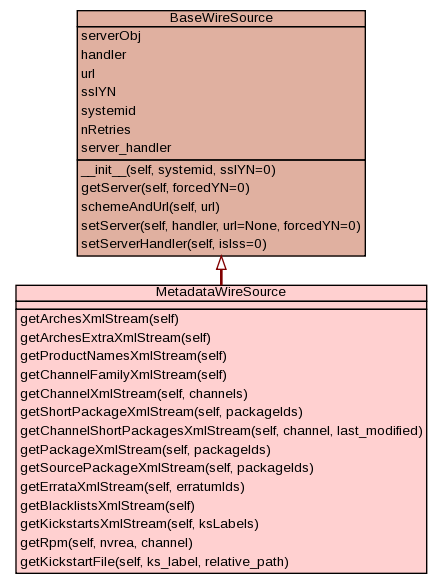 BaseWireSource
serverObj
handler
url
sslYN
systemid
nRetries
server_handler
__init__(self, systemid, sslYN=0)
getServer(self, forcedYN=0)
schemeAndUrl(self, url)
setServer(self, handler, url=None, forcedYN=0)
setServerHandler(self, isIss=0)
MetadataWireSource
getArchesXmlStream(self)
getArchesExtraXmlStream(self)
getProductNamesXmlStream(self)
getChannelFamilyXmlStream(self)
getChannelXmlStream(self, channels)
getShortPackageXmlStream(self, packageIds)
getChannelShortPackagesXmlStream(self, channel, last_modified)
getPackageXmlStream(self, packageIds)
getSourcePackageXmlStream(self, packageIds)
getErrataXmlStream(self, erratumIds)
getBlacklistsXmlStream(self)
getKickstartsXmlStream(self, ksLabels)
getRpm(self, nvrea, channel)
getKickstartFile(self, ks_label, relative_path)